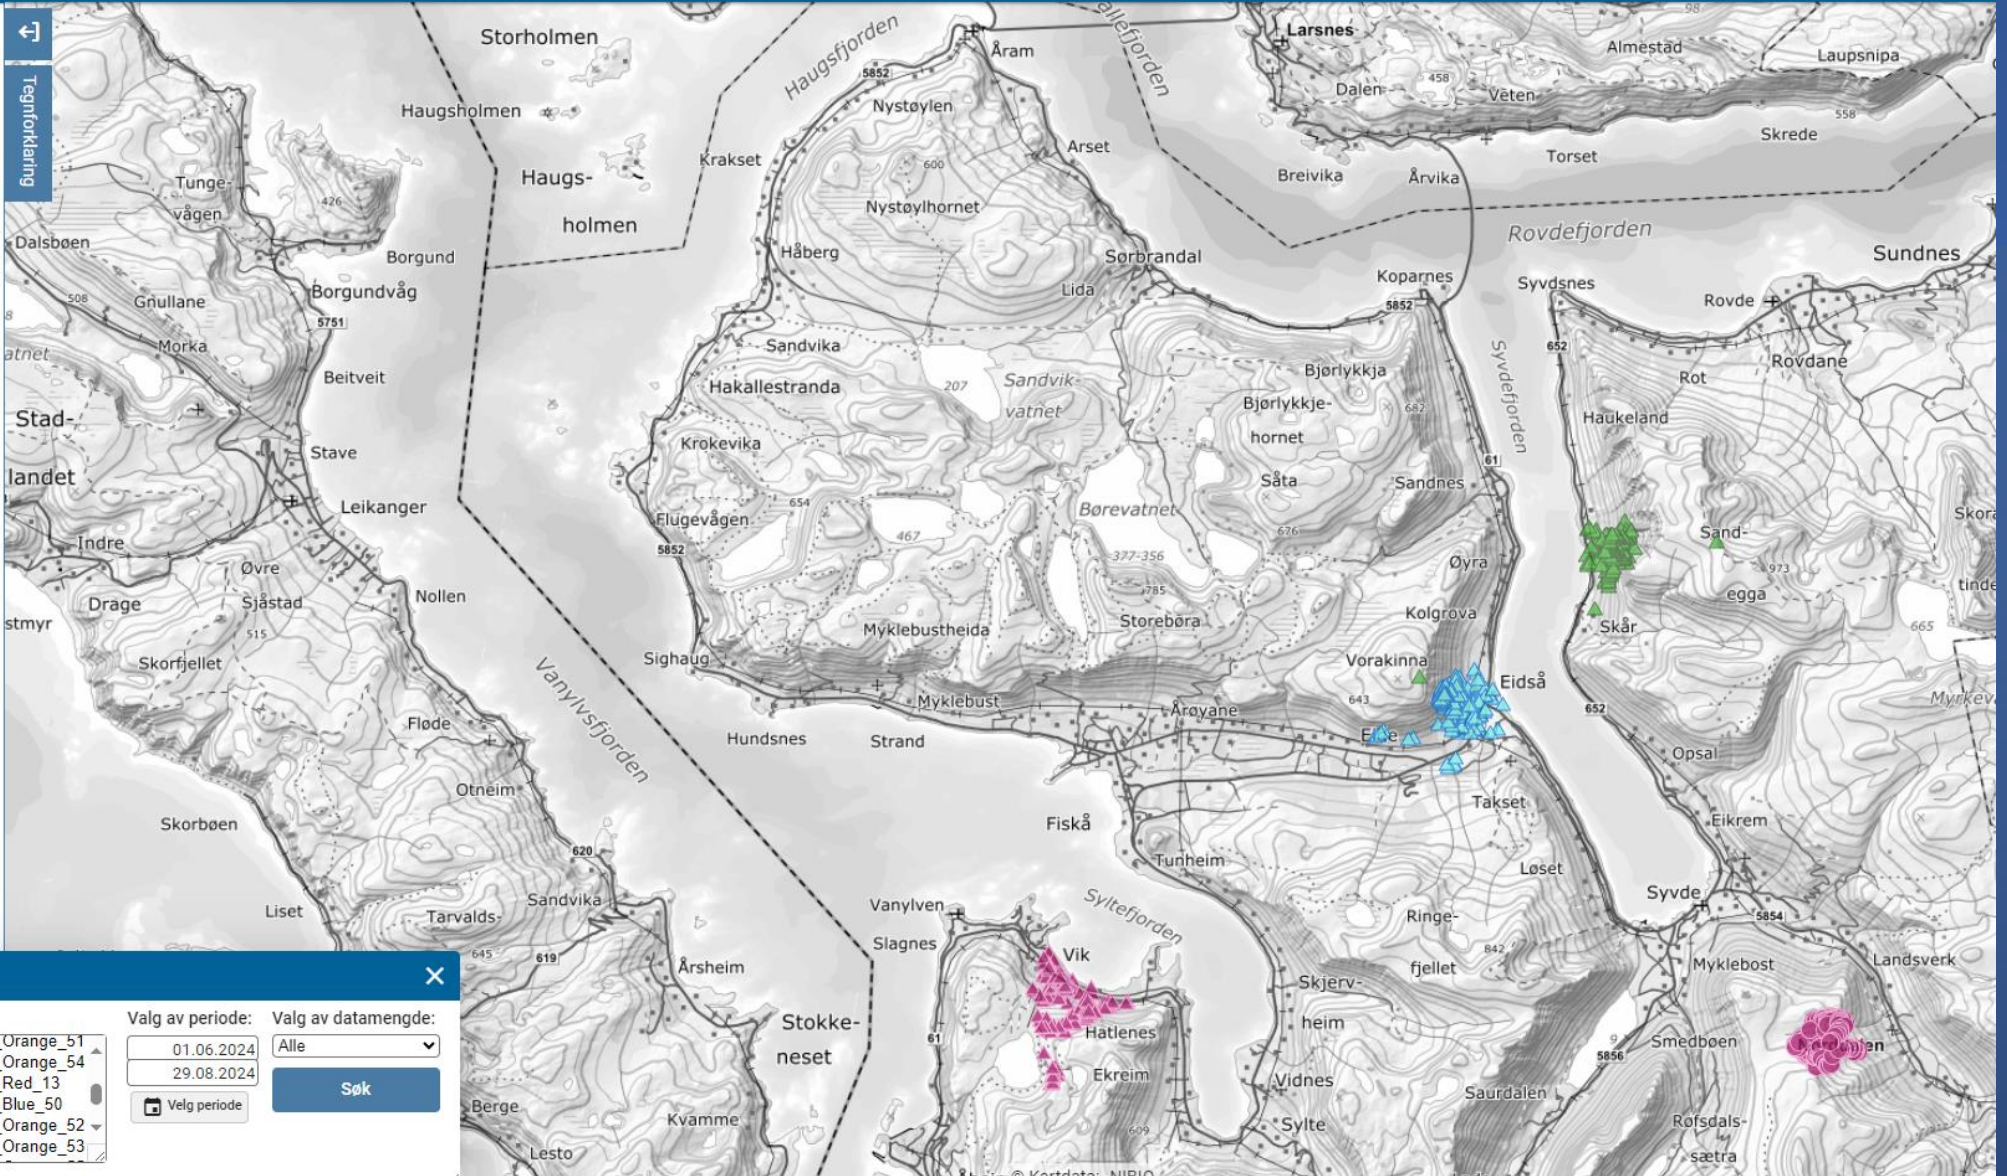 Tegnforklaring
Storholmen
Haugsfjorden
Åram
5852
Larsnes
98
Almestad
Laupsnipa
458
Dalen
Veten
558
Haugsholmen
Nystøylen
Skrede
Arset
Krakset
600
Torset
Haugs-
holmen
Breivika
Årvika
Tunge-
vågen
426
Nystøylhornet
Rovdefjorden
Dalsbøen
Borgund
Håberg
Sørbrandal
Sundnes
Koparnes
Syvdsnes
Lida
508
Gnullane
Borgundvåg
5852
Rovde
5751
Morka
Sandvika
652
Syvdefjorden
Rovdane
Beitveit
Hakallestranda
207
Sandvik-
vatnet
Bjørlykkja
Rot
Bjørlykkje-
hornet
682
Haukeland
Stad-
landet
Krokevika
Stave
61
Såta
Sandnes
654
Leikanger
Flugevågen
Børevatnet
467
676
Indre
5852
377-356
Sand-
egga
973
Øvre
Sjåstad
Øyra
Drage
Nollen
785
515
Myklebustheida
Storebøra
Kolgrova
Skår
665
Skorfjellet
Sighaug
Vorakinna
Vanylvsfjorden
Myklebust
Årøyane
643
Eidså
652
Fløde
Hundsnes
Strand
Opsal
Otneim
Takset
Skorbøen
Fiskå
Eikrem
620
Tunheim
Løset
Sandvika
Vanylven
Syltefjorden
Syvde
Liset
Tarvalds-
Ringe-
fjellet
5854
Slagnes
842
645
619
Vik
Myklebost
Landsverk
Årsheim
Skjerv-
heim
Stokke-
neset
61
Hatlenes
9
Smedbøen
5856
Ekreim
Vidnes
Saurdalen
Berge
Kvamme
609
Sylte
Røfsdals-
sætra
Lesto
© Kartdata: NIBIO
Valg av periode:
Valg av datamengde:
Orange_51
Orange_54
Red_13
Blue_50
Orange_52
Orange_53
01.06.2024
29.08.2024
Velg periode
Alle
Søk